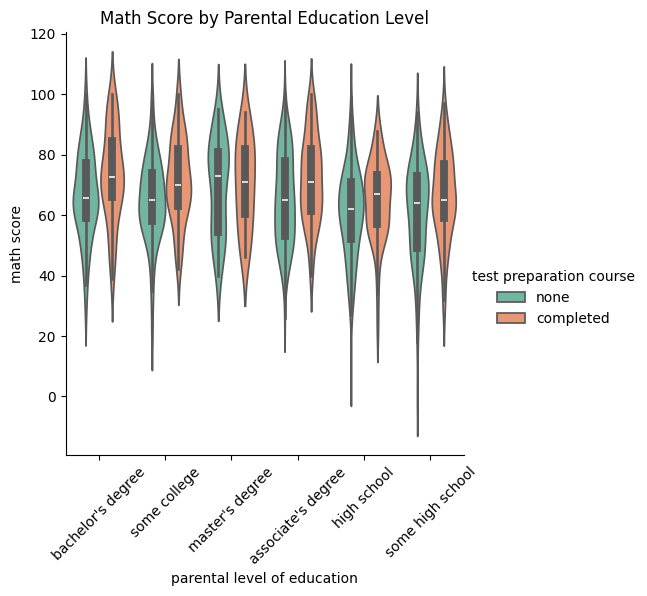 Math Score by Parental Education Level
120
100
80
60
40
20
0
math score
bachelor's degree
some college
master's degree
associate's degree
high school
some high school
parental level of education
test preparation course
none
completed